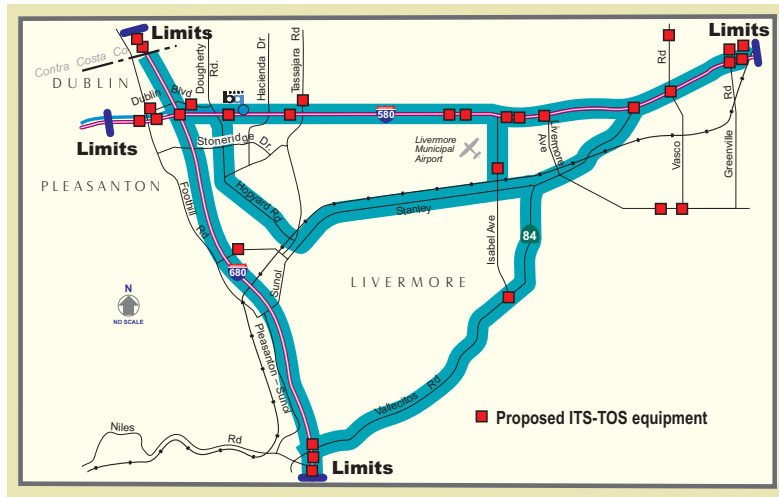 Limits
Limits
Contra Costa Co
DUBLIN
Dublin Blvd
Dougherty
Rd.
Hacienda Dr
Tassajara Rd
Rd
Rd
580
Limits
Stoneridge Dr.
Livermore
Municipal
Airport
Livermore
Ave
Vasco
Greenville
PLEASANTON
Foothill
Rd
Hopyard Rd
Stanley
Isabel Ave
84
680
Sunol
LIVERMORE
N
NO SCALE
Pleasanton – Sunol
Vallecitos Rd
Proposed ITS-TOS equipment
Niles
Rd
Limits